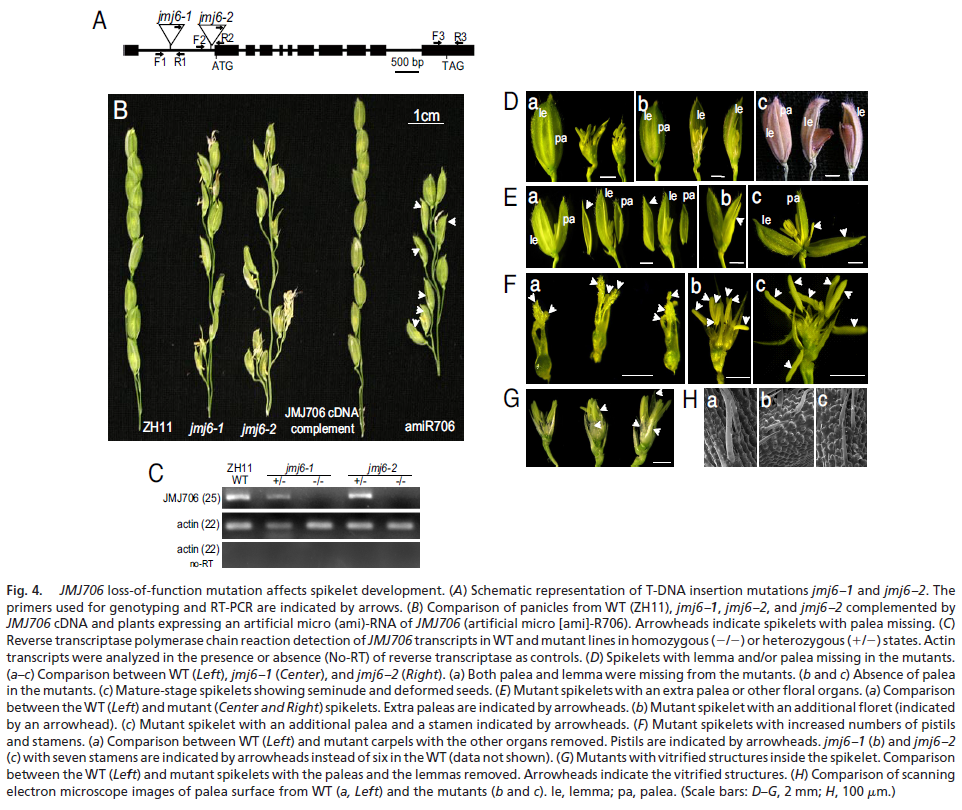 A
jmj6-1
jmj6-2
F2
R2
F3
R3
F1
R1
ATG
500 bp
TAG
B
1cm
ZH11
jmj6-1
jmj6-2
JMJ706 cDNA
complement
amiR706
C
ZH11
WT
jmj6-1
jmj6-2
+/-
-/-
+/-
-/-
JMJ706 (25)
actin (22)
actin (22)
no-RT
D
a
le
pa
b
le
pa
le
c
pa
le
le
E
a
le
pa
le
pa
le
pa
b
c
pa
le
F
a
b
c
G
H
a
b
c
Fig. 4. JMJ706 loss-of-function mutation affects spikelet development. (A) Schematic representation of T-DNA insertion mutations jmj6–1 and jmj6–2. The
primers used for genotyping and RT-PCR are indicated by arrows. (B) Comparison of panicles from WT (ZH11), jmj6–1, jmj6–2, and jmj6–2 complemented by
JMJ706 cDNA and plants expressing an artificial micro (ami)-RNA of JMJ706 (artificial micro [ami]-R706). Arrowheads indicate spikelets with palea missing. (C)
Reverse transcriptase polymerase chain reaction detection of JMJ706 transcripts in WT and mutant lines in homozygous (−/−) or heterozygous (+/−) states. Actin
transcripts were analyzed in the presence or absence (No-RT) of reverse transcriptase as controls. (D) Spikelets with lemma and/or palea missing in the mutants.
(a–c) Comparison between WT (Left), jmj6–1 (Center), and jmj6–2 (Right). (a) Both palea and lemma were missing from the mutants. (b and c) Absence of palea
in the mutants. (c) Mature-stage spikelets showing seminude and deformed seeds. (E) Mutant spikelets with an extra palea or other floral organs. (a) Comparison
between the WT (Left) and mutant (Center and Right) spikelets. Extra paleas are indicated by arrowheads. (b) Mutant spikelet with an additional floret (indicated
by an arrowhead). (c) Mutant spikelet with an additional palea and a stamen indicated by arrowheads. (F) Mutant spikelets with increased numbers of pistils
and stamens. (a) Comparison between WT (Left) and mutant carpels with the other organs removed. Pistils are indicated by arrowheads. jmj6–1 (b) and jmj6–2
(c) with seven stamens are indicated by arrowheads instead of six in the WT (data not shown). (G) Mutants with vitrified structures inside the spikelet. Comparison
between the WT (Left) and mutant spikelets with the paleas and the lemmas removed. Arrowheads indicate the vitrified structures. (H) Comparison of scanning
electron microscope images of palea surface from WT (a, Left) and the mutants (b and c). le, lemma; pa, palea. (Scale bars: D–G, 2 mm; H, 100 μm.)